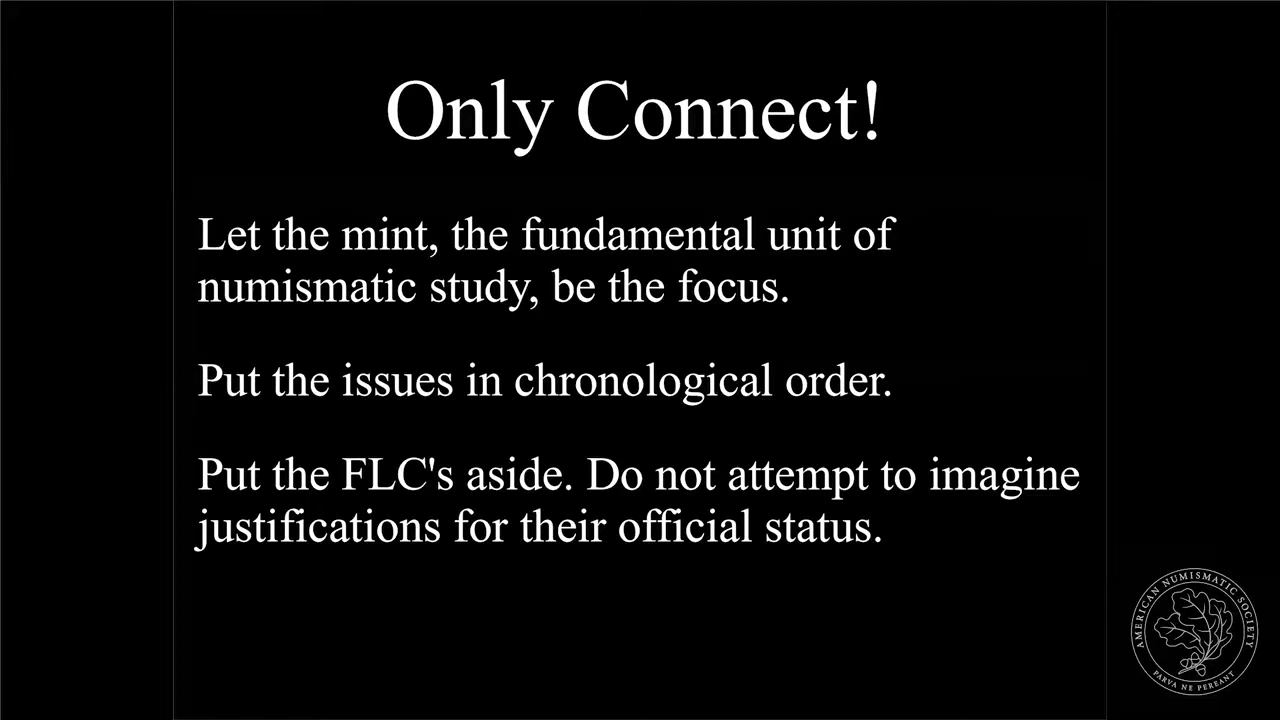 Only Connect!
Let the mint, the fundamental unit of
numismatic study, be the focus.
Put the issues in chronological order.
Put the FLC's aside. Do not attempt to imagine
justifications for their official status.
AMERICAN NUMISMATIC SOCIETY
PARVA NE PEREANT